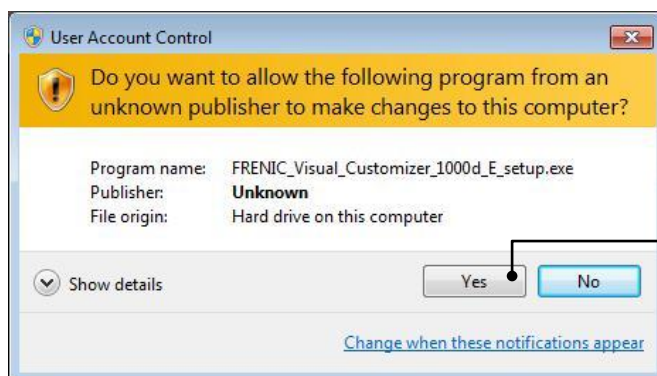 User Account Control
Do you want to allow the following program from an
unknown publisher to make changes to this computer?
Program name: FRENIC_Visual_Customizer_1000d_E_setup.exe
Publisher: Unknown
File origin: Hard drive on this computer
Show details
Yes
No
Change when these notifications appear